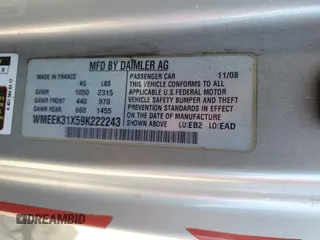 MFD BY DAIMLER AG
MADE IN FRANCE
KG LBS
GVWR 1050 2315
GAWR FRONT 440 970
GAWR REAR 660 1455
WMEEK31X59K222243
PASSENGER CAR 11/08
THIS VEHICLE CONFORMS TO ALL
APPLICABLE U.S. FEDERAL MOTOR
VEHICLE SAFETY BUMPER AND THEFT
STANDARDS IN EFFECT ON THE DATE
OF MANUFACTURE
SHOWN ABOVE LU:EB2 LO:EAD
DREAMBID